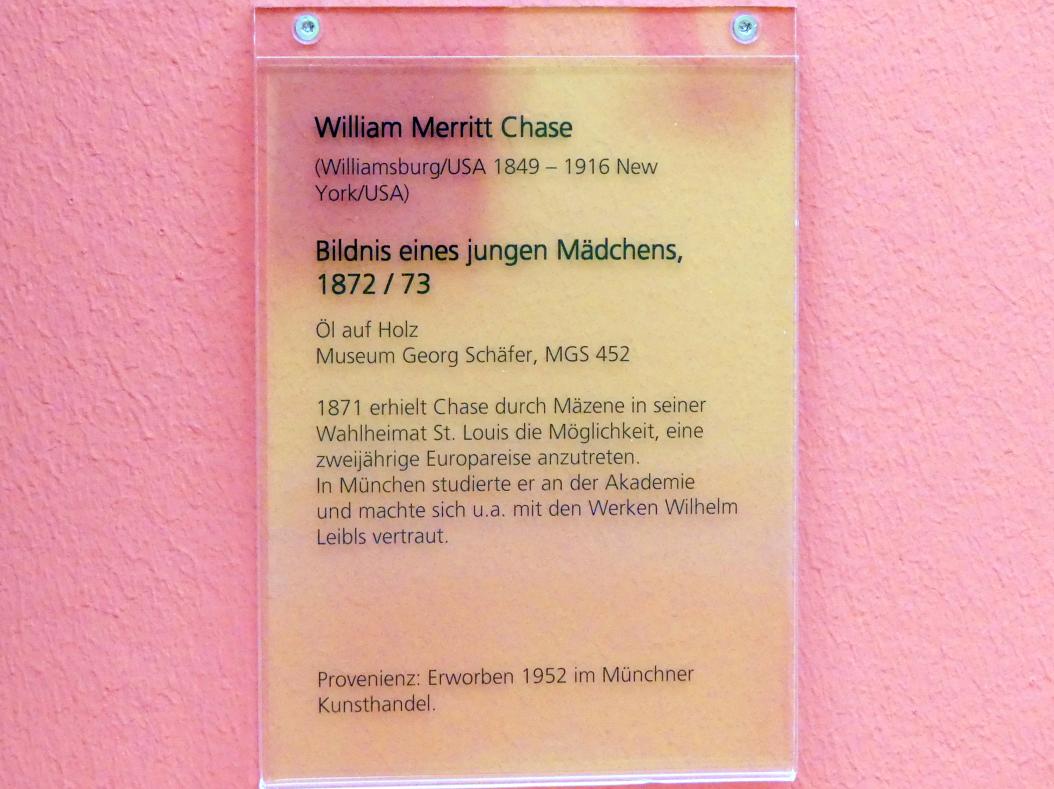 William Merritt Chase
(Williamsburg/USA 1849 – 1916 New
York/USA)
Bildnis eines jungen Mädchens,
1872 / 73
Öl auf Holz
Museum Georg Schäfer, MGS 452
1871 erhielt Chase durch Mäzene in seiner
Wahlheimat St. Louis die Möglichkeit, eine
zweijährige Europareise anzutreten.
In München studierte er an der Akademie
und machte sich u.a. mit den Werken Wilhelm
Leibls vertraut.
Provenienz: Erworben 1952 im Münchner
Kunsthandel.